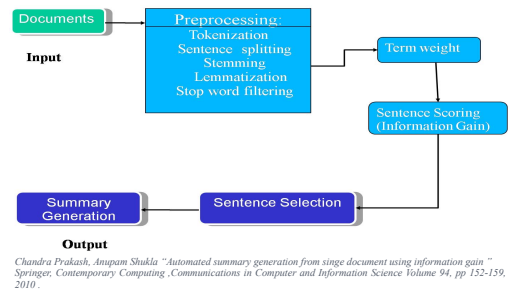 Documents
Input
Preprocessing:
Tokenization
Sentence splitting
Stemming
Lemmatization
Stop word filtering
Term weight
Sentence Scoring
(Information Gain)
Sentence Selection
Summary
Generation
Output
Chandra Prakash, Anupam Shukla “Automated summary generation from singe document using information gain ”
Springer, Contemporary Computing ,Communications in Computer and Information Science Volume 94, pp 152-159,
2010 .